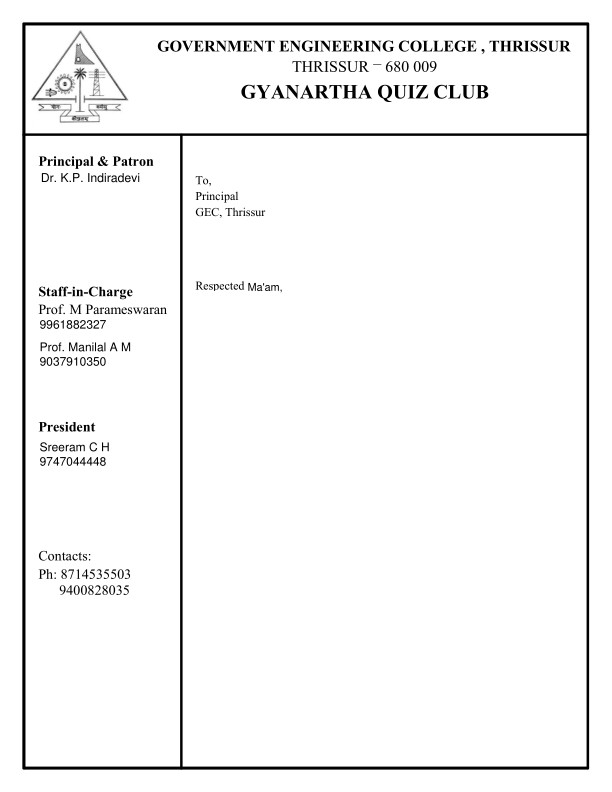 GOVERNMENT ENGINEERING COLLEGE , THRISSUR
THRISSUR – 680 009
GYANARTHA QUIZ CLUB
Principal & Patron
Dr. K.P. Indiradevi
Staff-in-Charge
Prof. M Parameswaran
9961882327
Prof. Manilal A M
9037910350
President
Sreeram C H
9747044448
Contacts:
Ph: 8714535503
9400828035
To,
Principal
GEC, Thrissur
Respected Ma'am,